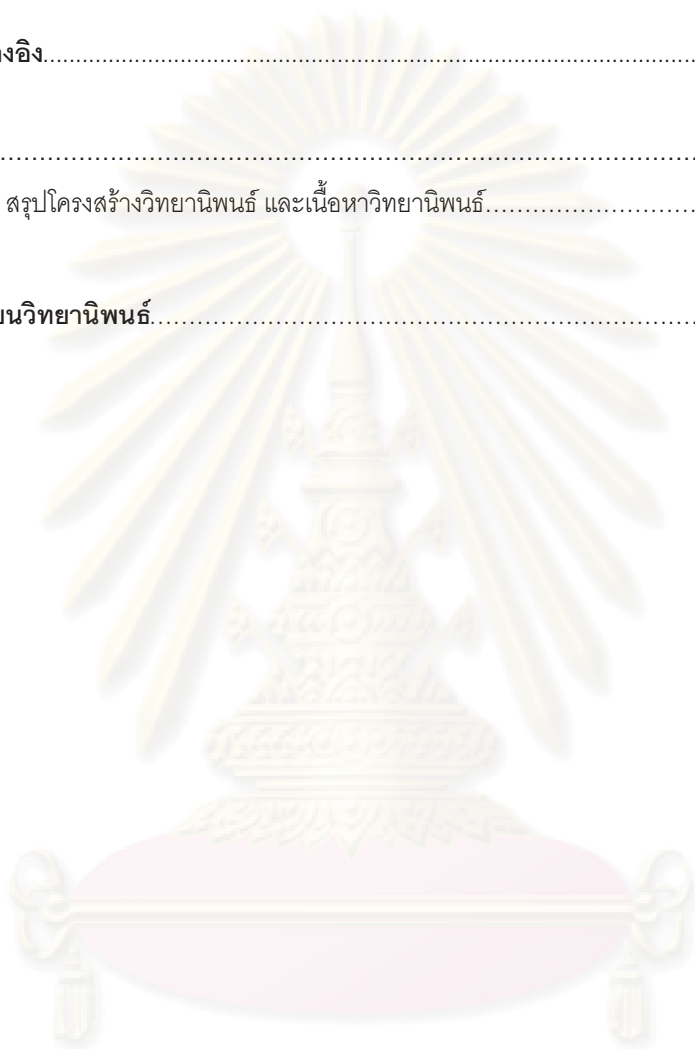 งอิง........................................................................................................
........................................................................................................
สรุปโครงสร้างวิทยานิพนธ์ และเนื้อหาวิทยานิพนธ์..............................
ยนวิทยานิพนธ์........................................................................................